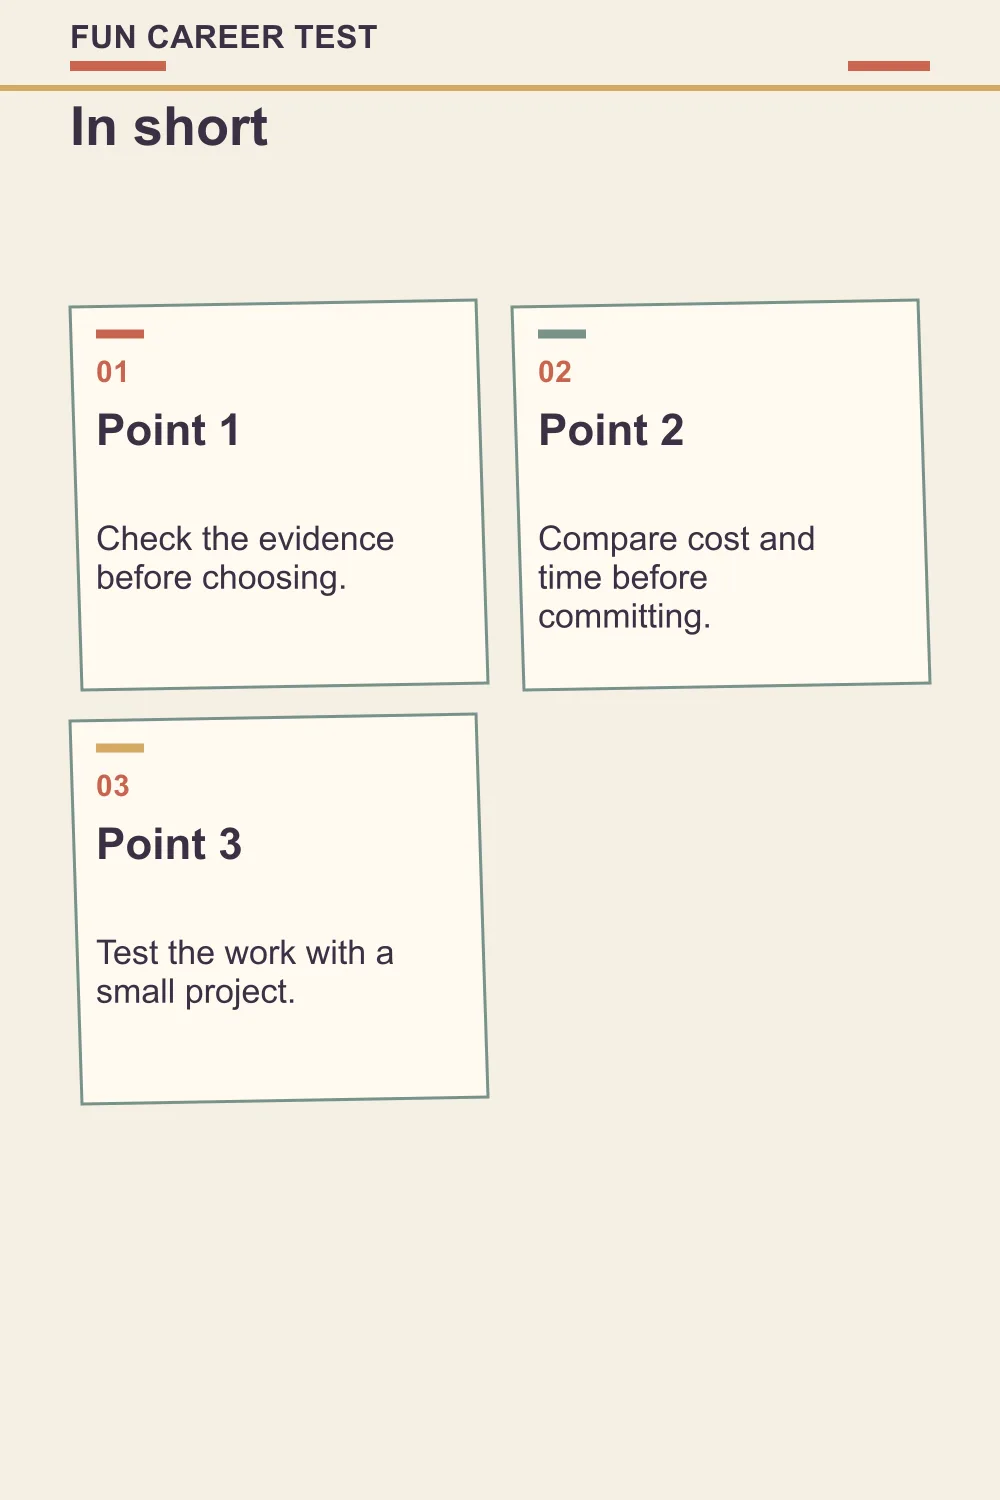 FUN CAREER TEST
In short
01
Point 1
Check the evidence
before choosing.
02
Point 2
Compare cost and
time before
committing.
03
Point 3
Test the work with a
small project.